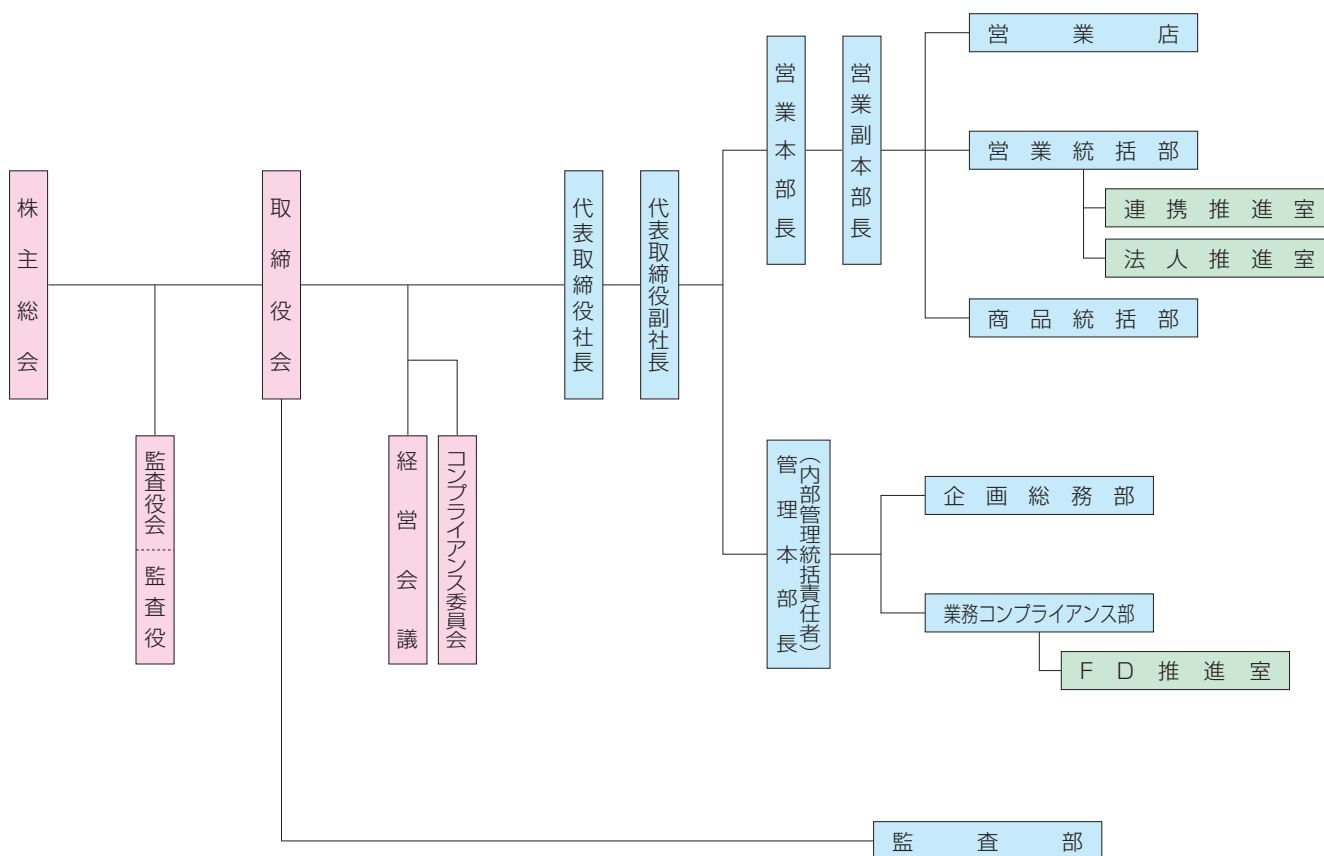 株主総会
監査役会
監査役
取締役会
経営会議
コンプライアンス委員会
代表取締役社長
代表取締役副社長
営業本部長
営業副本部長
営業店
営業統括部
連携推進室
法人推進室
商品統括部
管理本部長
(内部管理統括責任者)
企画総務部
業務コンプライアンス部
FD推進室
監査部